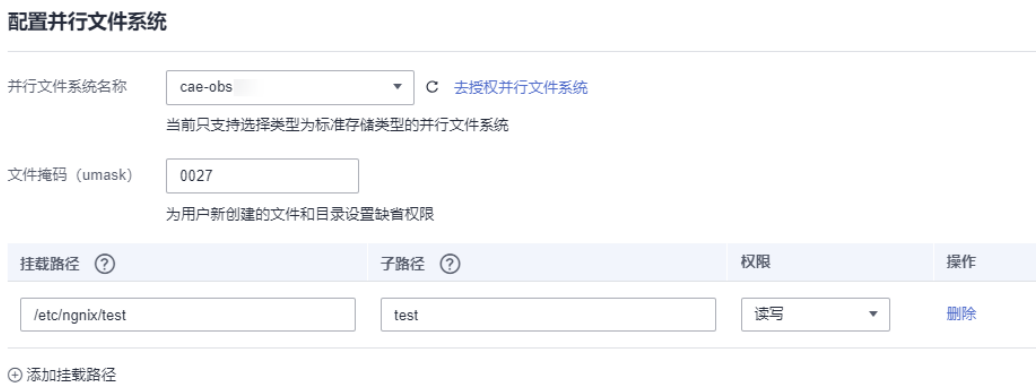 配置并行文件系统
并行文件系统名称 cae-obs 去授权并行文件系统
当前只支持选择类型为标准存储类型的并行文件系统
文件掩码（umask） 0027
为用户新创建的文件和目录设置缺省权限
挂载路径 ? 子路径 ? 权限 操作
/etc/ngnix/test test 读写 删除
添加挂载路径